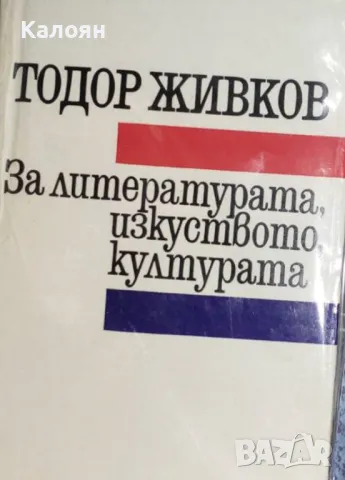 Калоян
ТОДОР ЖИВКОВ
За литературата,
изкуството,
културата
BAZAR